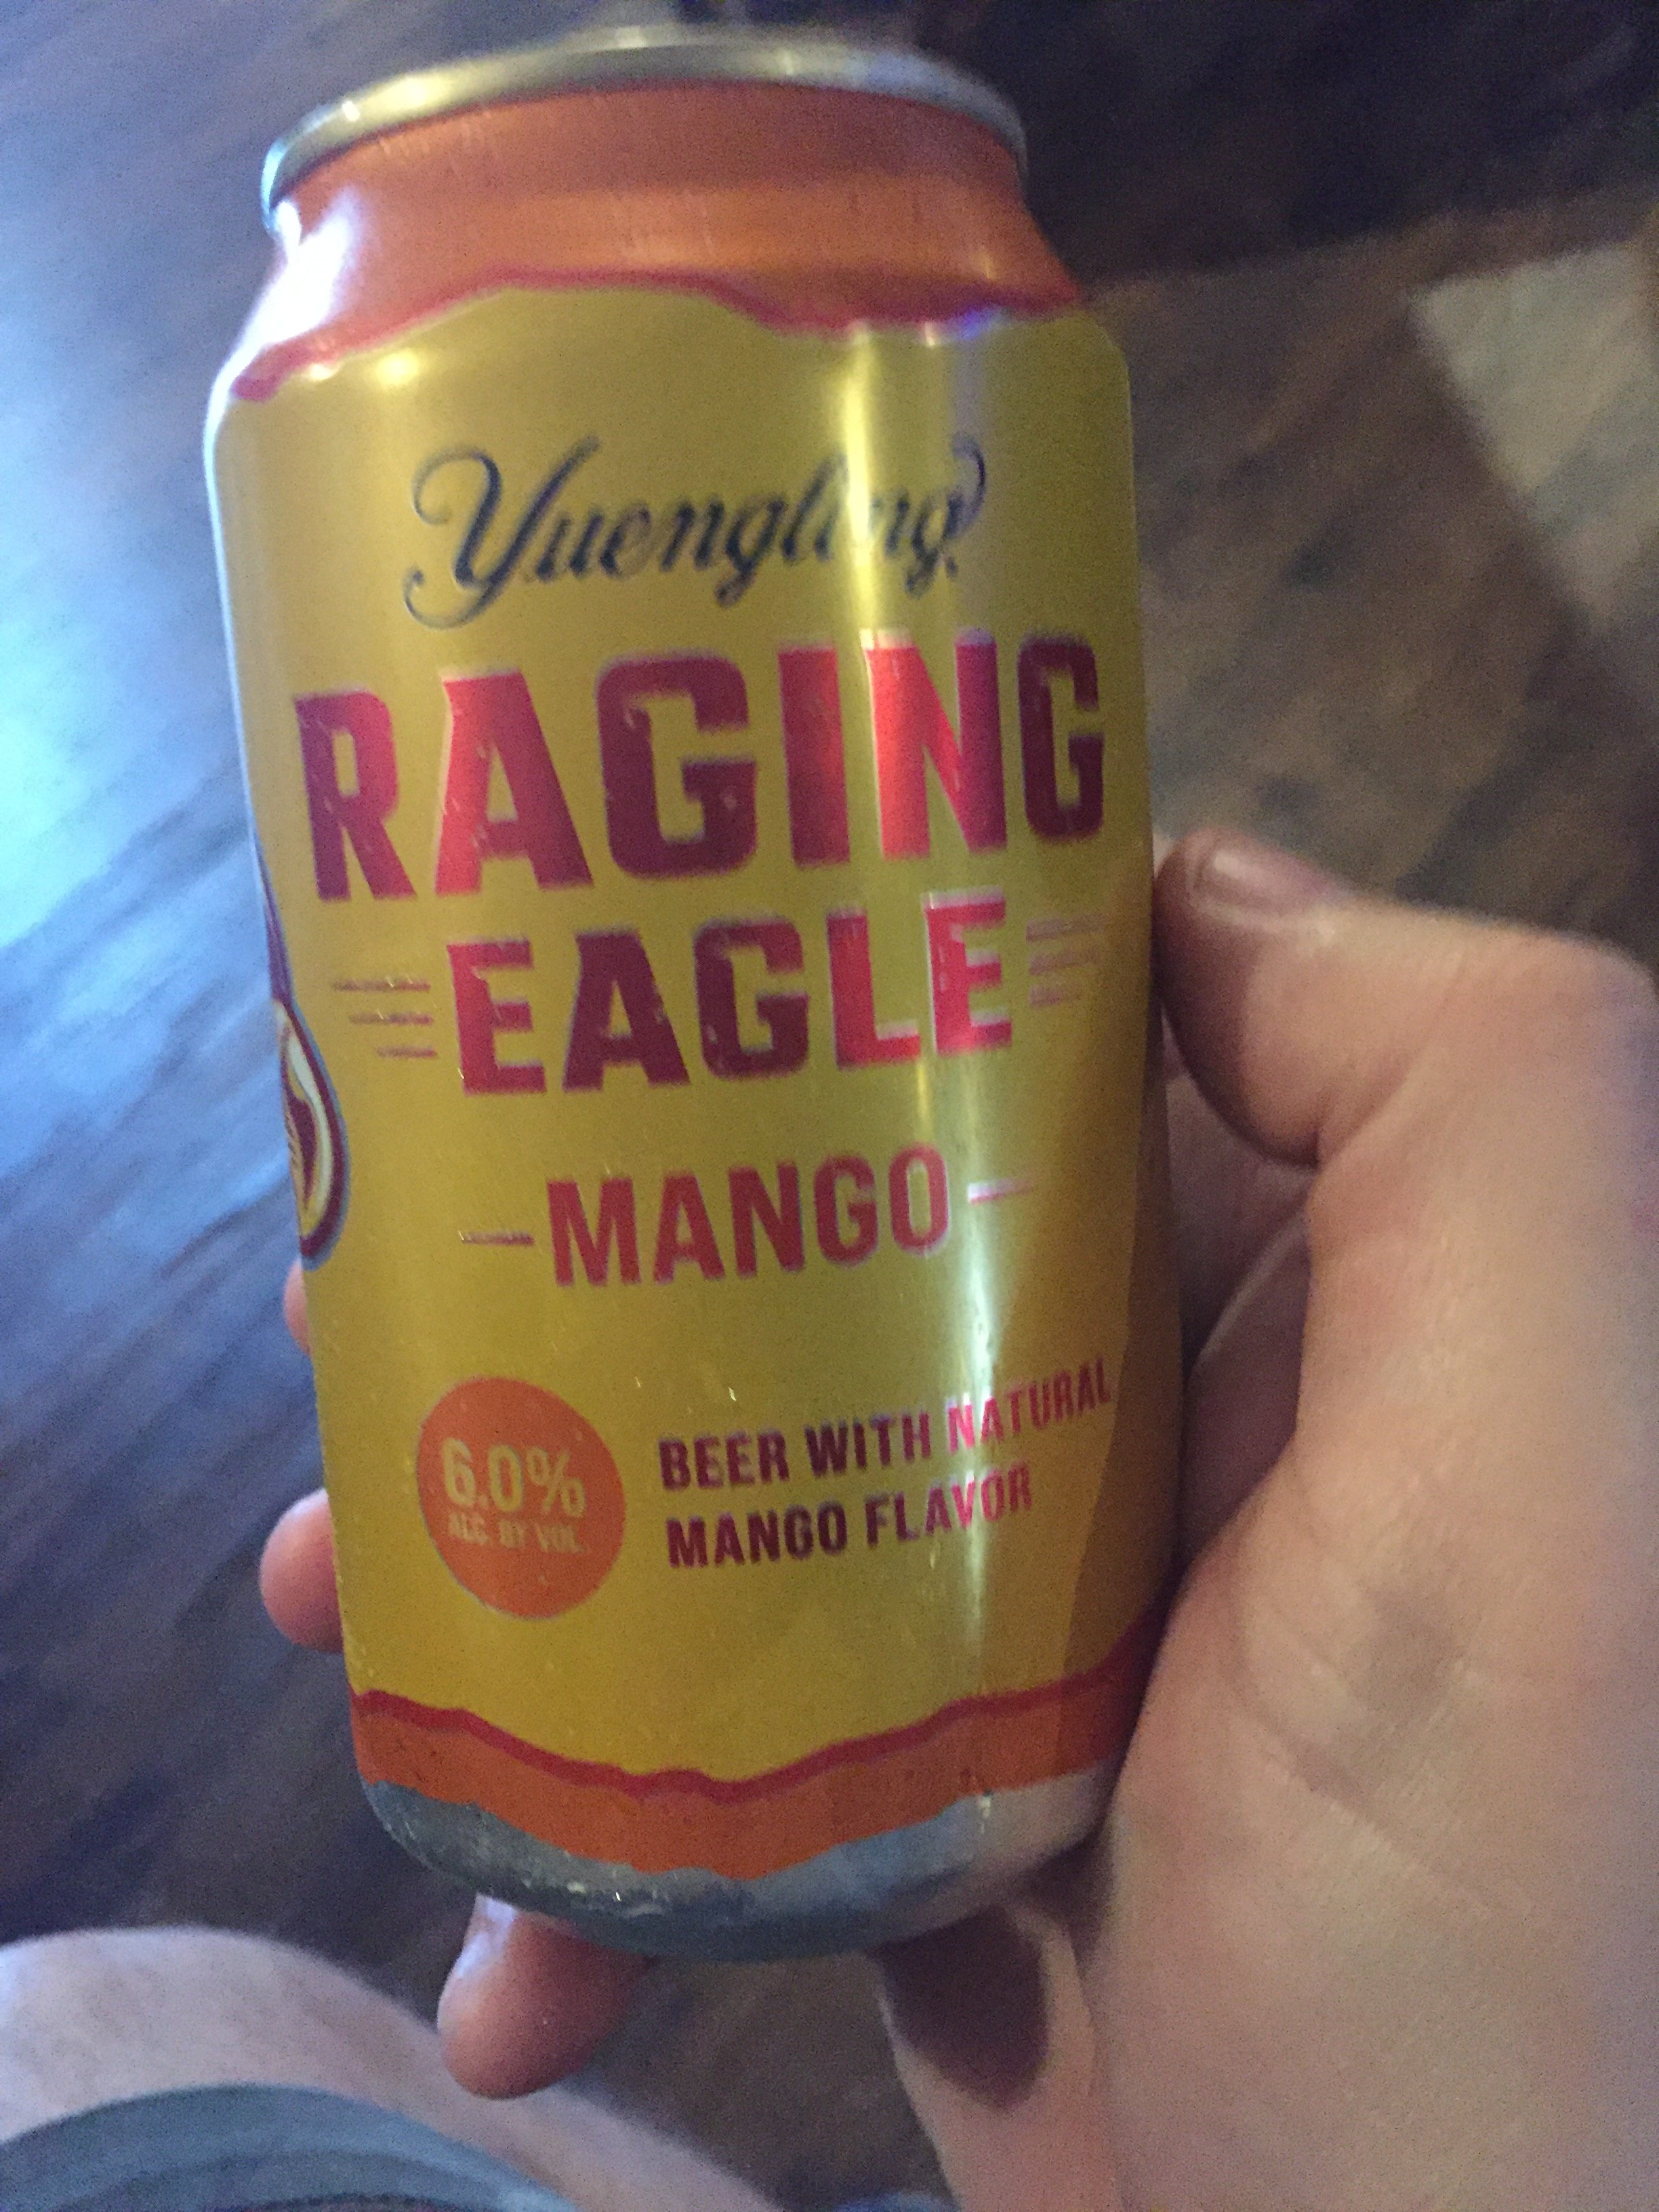 Yuengling
RAGING
EAGLE
MANGO
6.0%
ALC. BY VOL.
BEER WITH NATURAL
MANGO FLAVOR